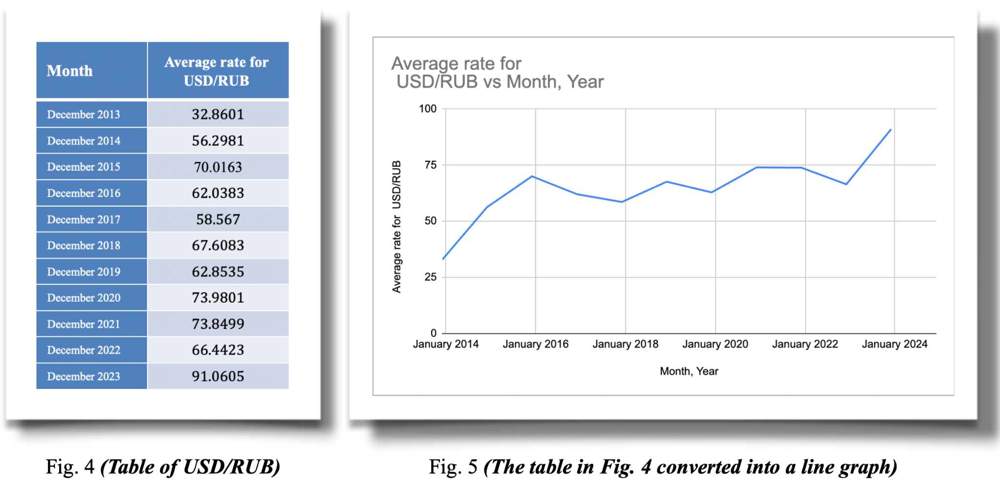 Month
Average rate for
USD/RUB
December 2013 32.8601
December 2014 56.2981
December 2015 70.0163
December 2016 62.0383
December 2017 58.567
December 2018 67.6083
December 2019 62.8535
December 2020 73.9801
December 2021 73.8499
December 2022 66.4423
December 2023 91.0605
Fig. 4 (Table of USD/RUB)
Average rate for
USD/RUB vs Month, Year
Average rate for USD/RUB
100
75
50
25
0
January 2014 January 2016 January 2018 January 2020 January 2022 January 2024
Month, Year
Fig. 5 (The table in Fig. 4 converted into a line graph)